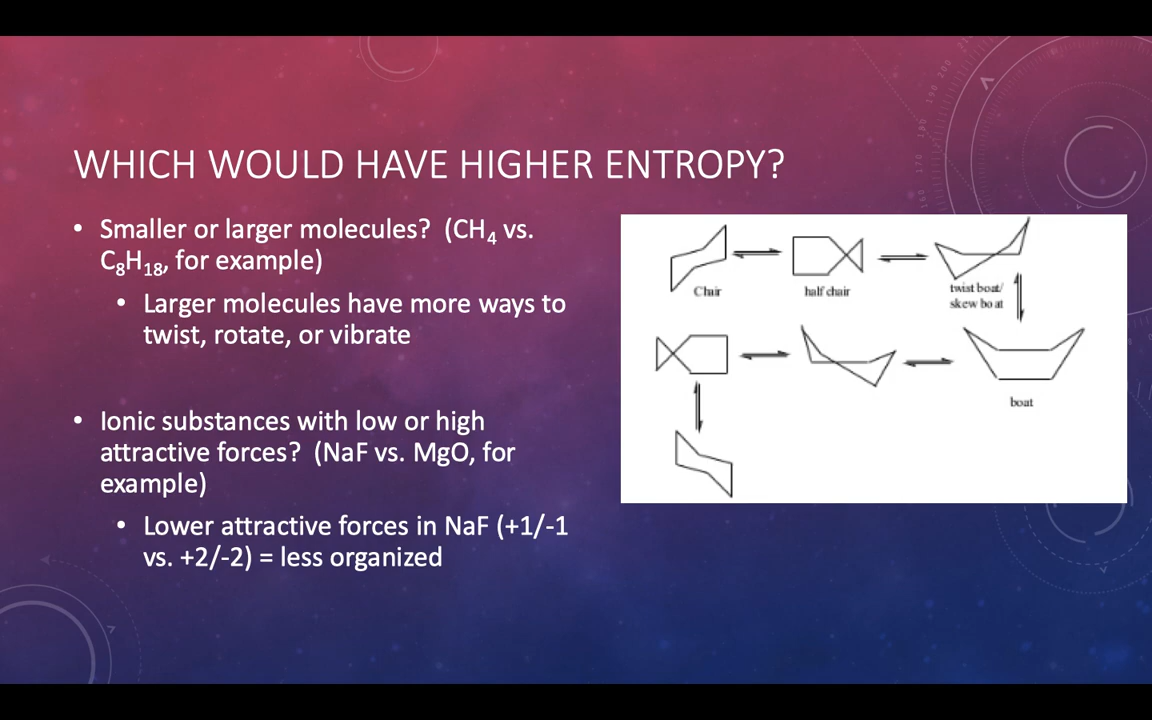 WHICH WOULD HAVE HIGHER ENTROPY?
• Smaller or larger molecules?  (CH₄ vs.
C₈H₁₈, for example)
• Larger molecules have more ways to
twist, rotate, or vibrate
• Ionic substances with low or high
attractive forces?  (NaF vs. MgO, for
example)
• Lower attractive forces in NaF (+1/-1
vs. +2/-2) = less organized
Chair
half chair
twist boat/
skew boat
boat